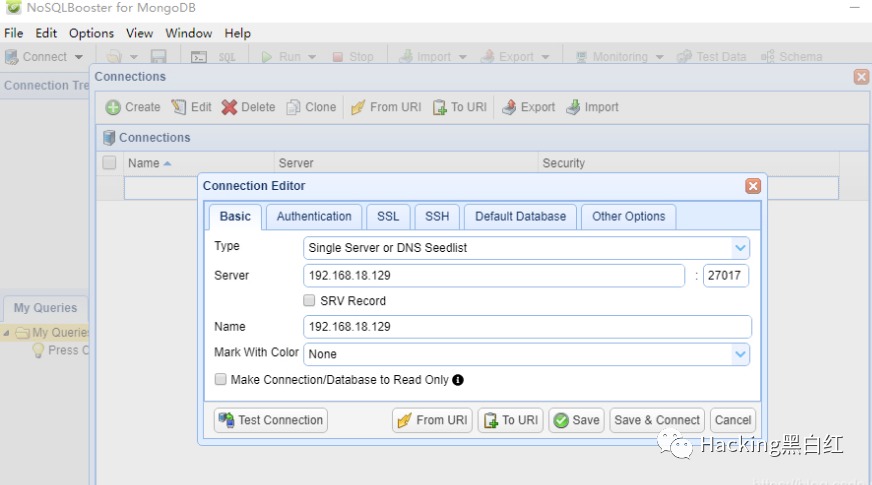 NoSQLBooster for MongoDB
File Edit Options View Window Help
Connect SQL Run Stop Import Export Monitoring Test Data Schema
Connection Tre
Connections
Create Edit Delete Clone From URI To URI Export Import
Connections
Name Server Security
Connection Editor
Basic Authentication SSL SSH Default Database Other Options
Type Single Server or DNS Seedlist
Server 192.168.18.129 : 27017
SRV Record
Name 192.168.18.129
Mark With Color None
Make Connection/Database to Read Only
Test Connection From URI To URI Save Save & Connect Cancel
My Queries
My Querie
Press C
Hacking黑白红